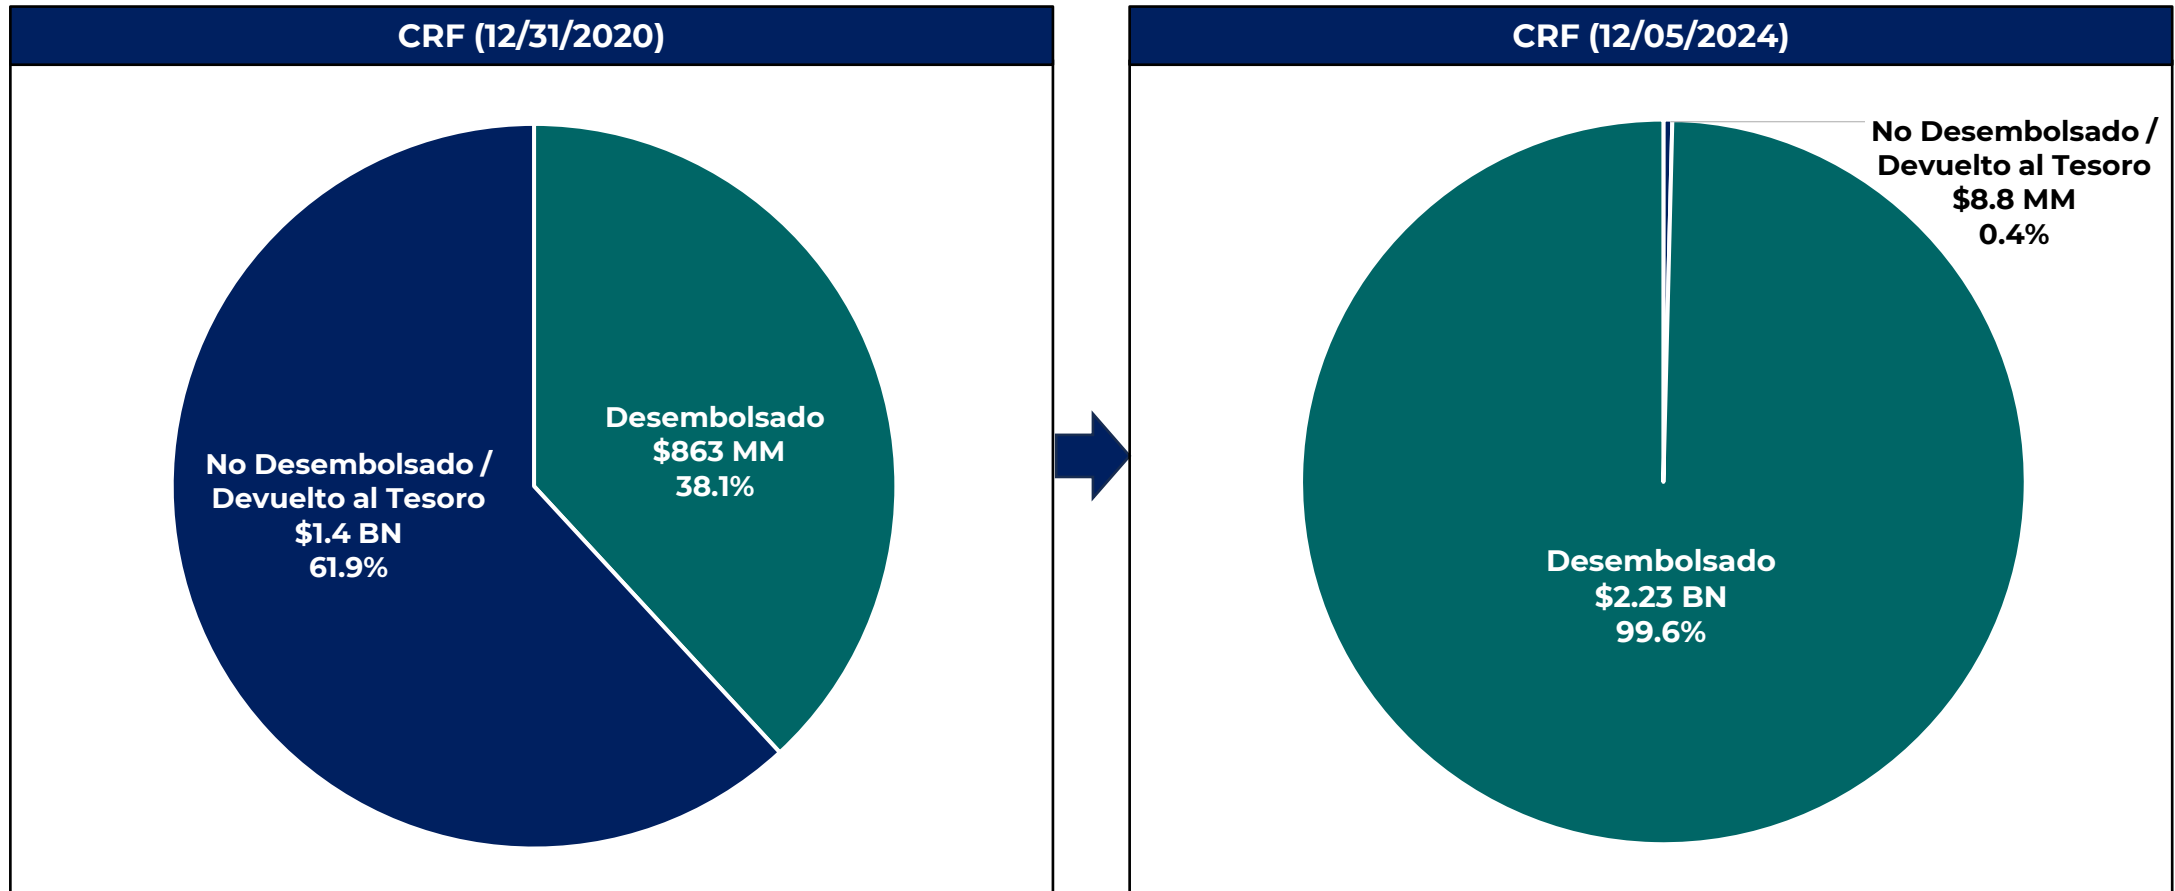 CRF (12/31/2020)
No Desembolsado /
Devuelto al Tesoro
$1.4 BN
61.9%
Desembolsado
$863 MM
38.1%
CRF (12/05/2024)
No Desembolsado /
Devuelto al Tesoro
$8.8 MM
0.4%
Desembolsado
$2.23 BN
99.6%